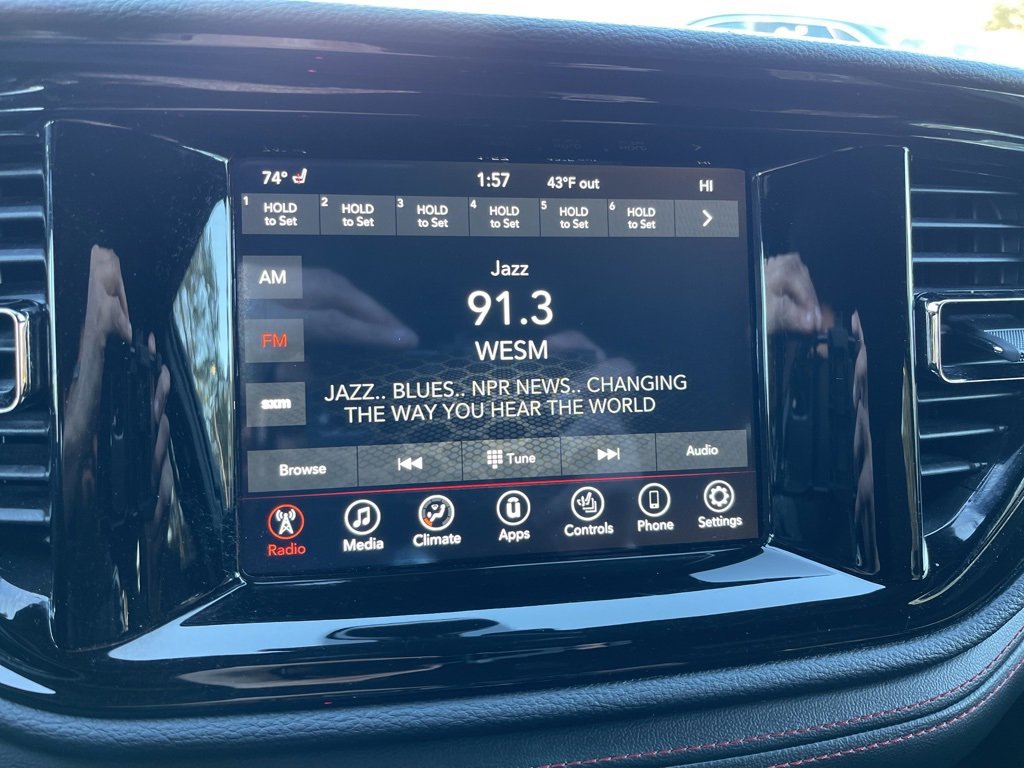 74° 1:57 43°F out HI
1 HOLD to Set 2 HOLD to Set 3 HOLD to Set 4 HOLD to Set 5 HOLD to Set 6 HOLD to Set
AM
Jazz
91.3
FM
WESM
sxm
JAZZ.. BLUES.. NPR NEWS.. CHANGING
THE WAY YOU HEAR THE WORLD
Browse Tune Audio
Radio Media Climate Apps Controls Phone Settings